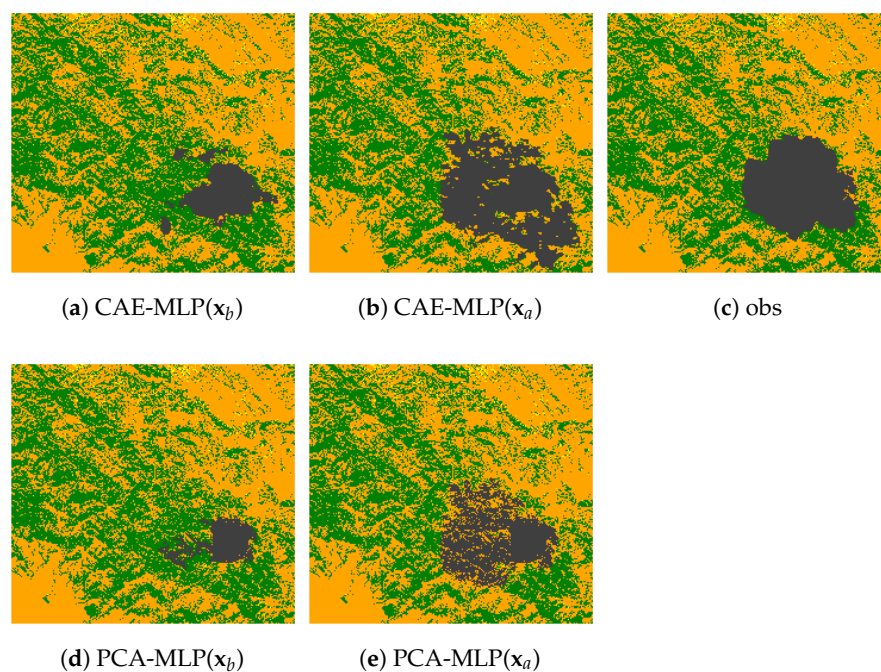 (a) CAE-MLP(x_b)
(b) CAE-MLP(x_a)
(c) obs
(d) PCA-MLP(x_b)
(e) PCA-MLP(x_a)